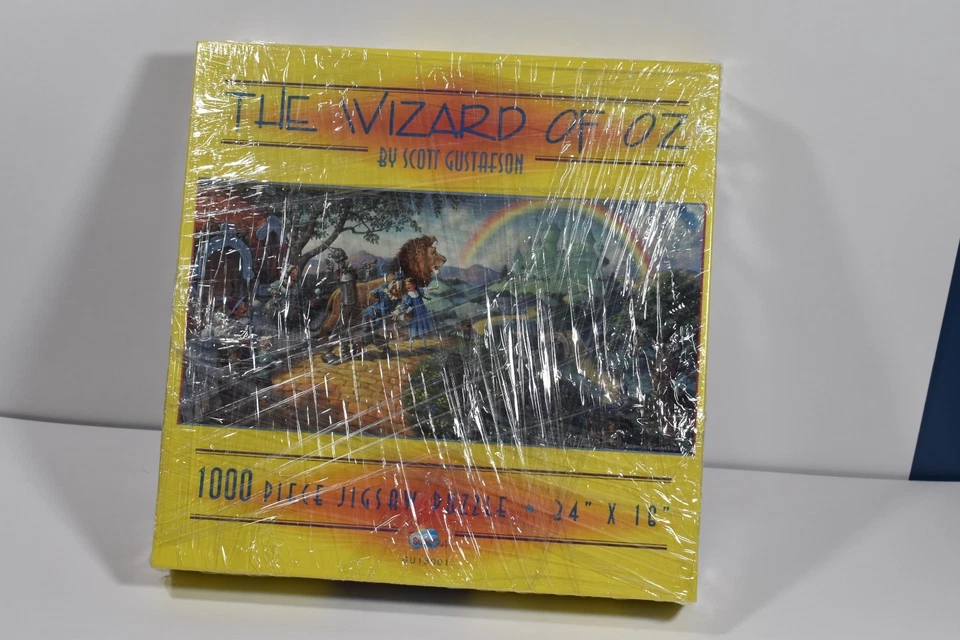 THE WIZARD OF OZ
BY SCOTT GUSTAFSON
1000 PIECE JIGSAW PUZZLE • 24" X 18"